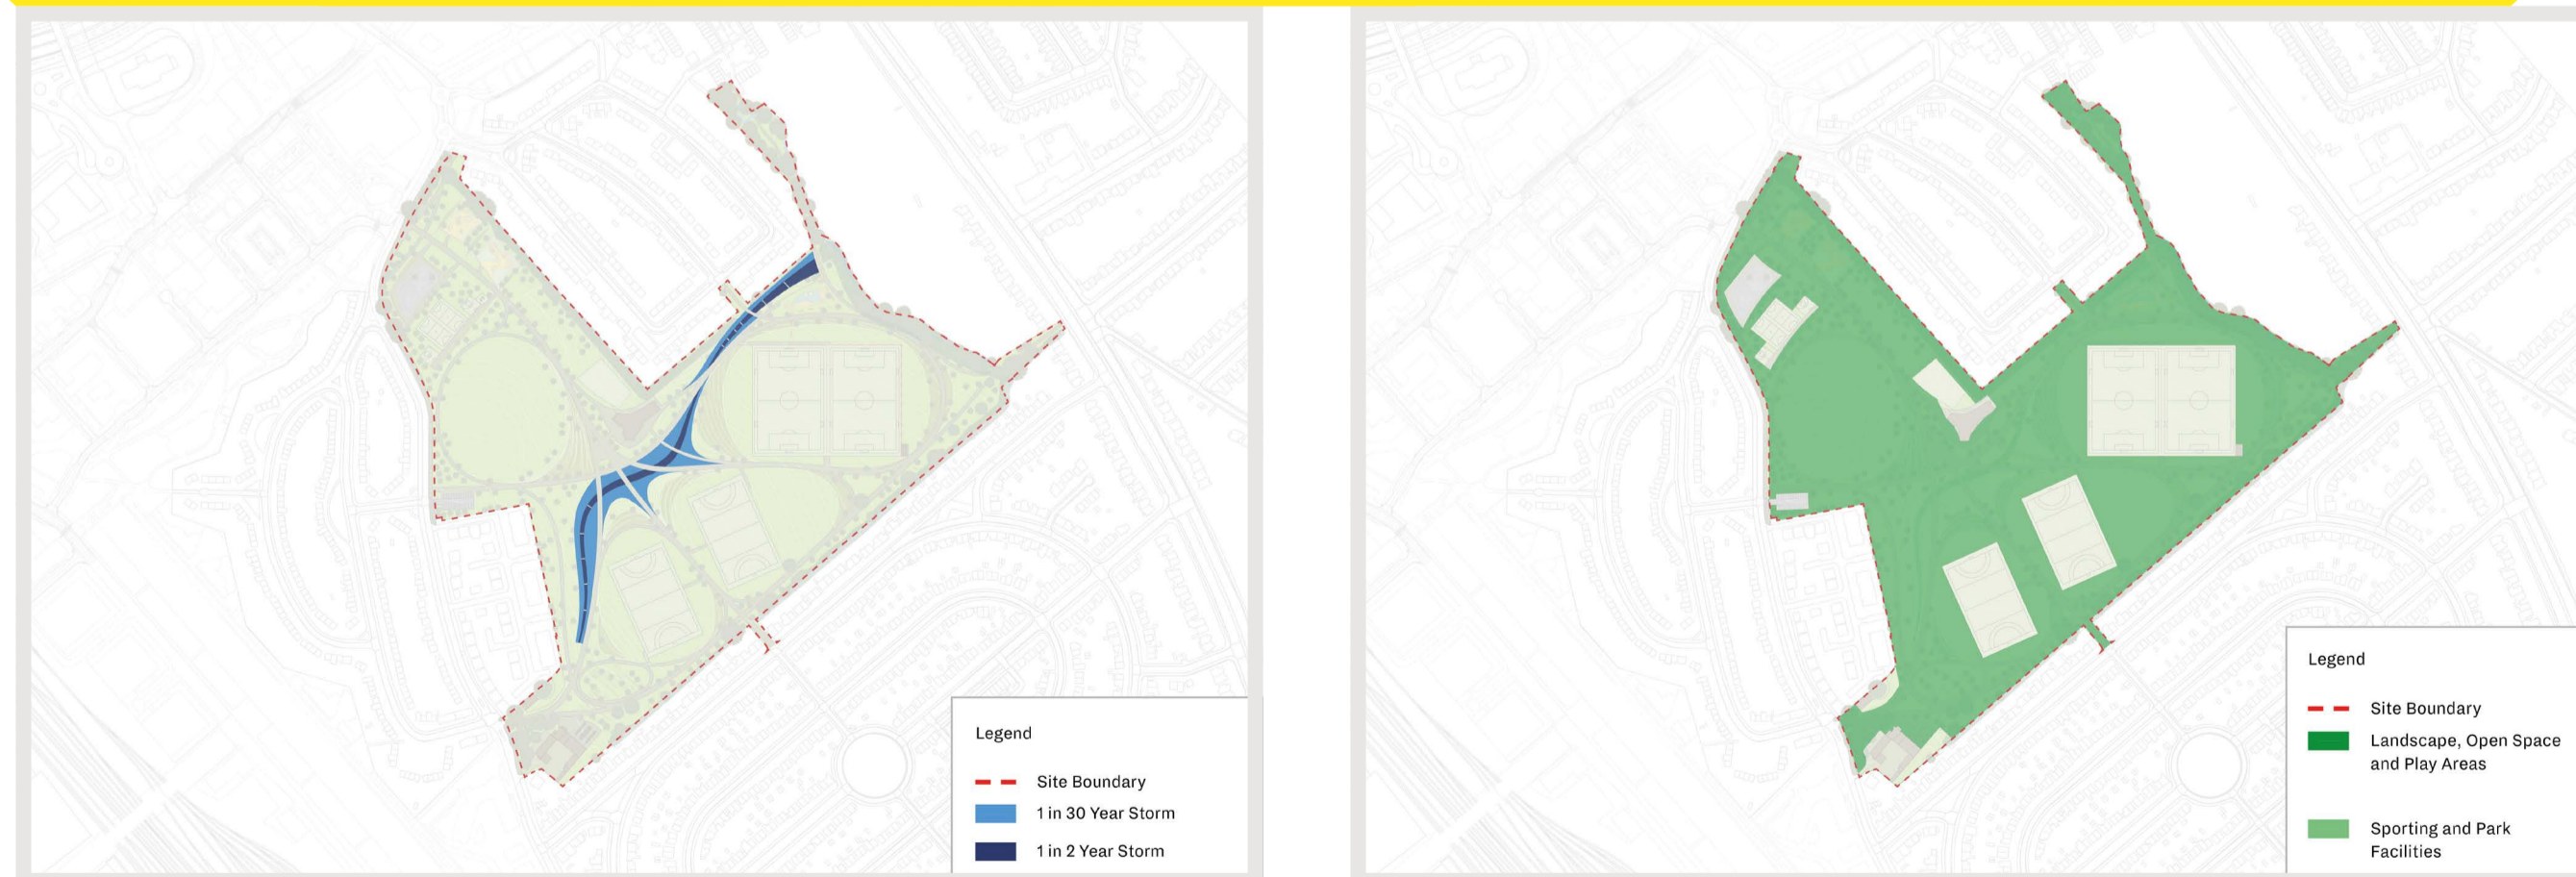 Legend
Site Boundary
1 in 30 Year Storm
1 in 2 Year Storm
Legend
Site Boundary
Landscape, Open Space
and Play Areas
Sporting and Park
Facilities